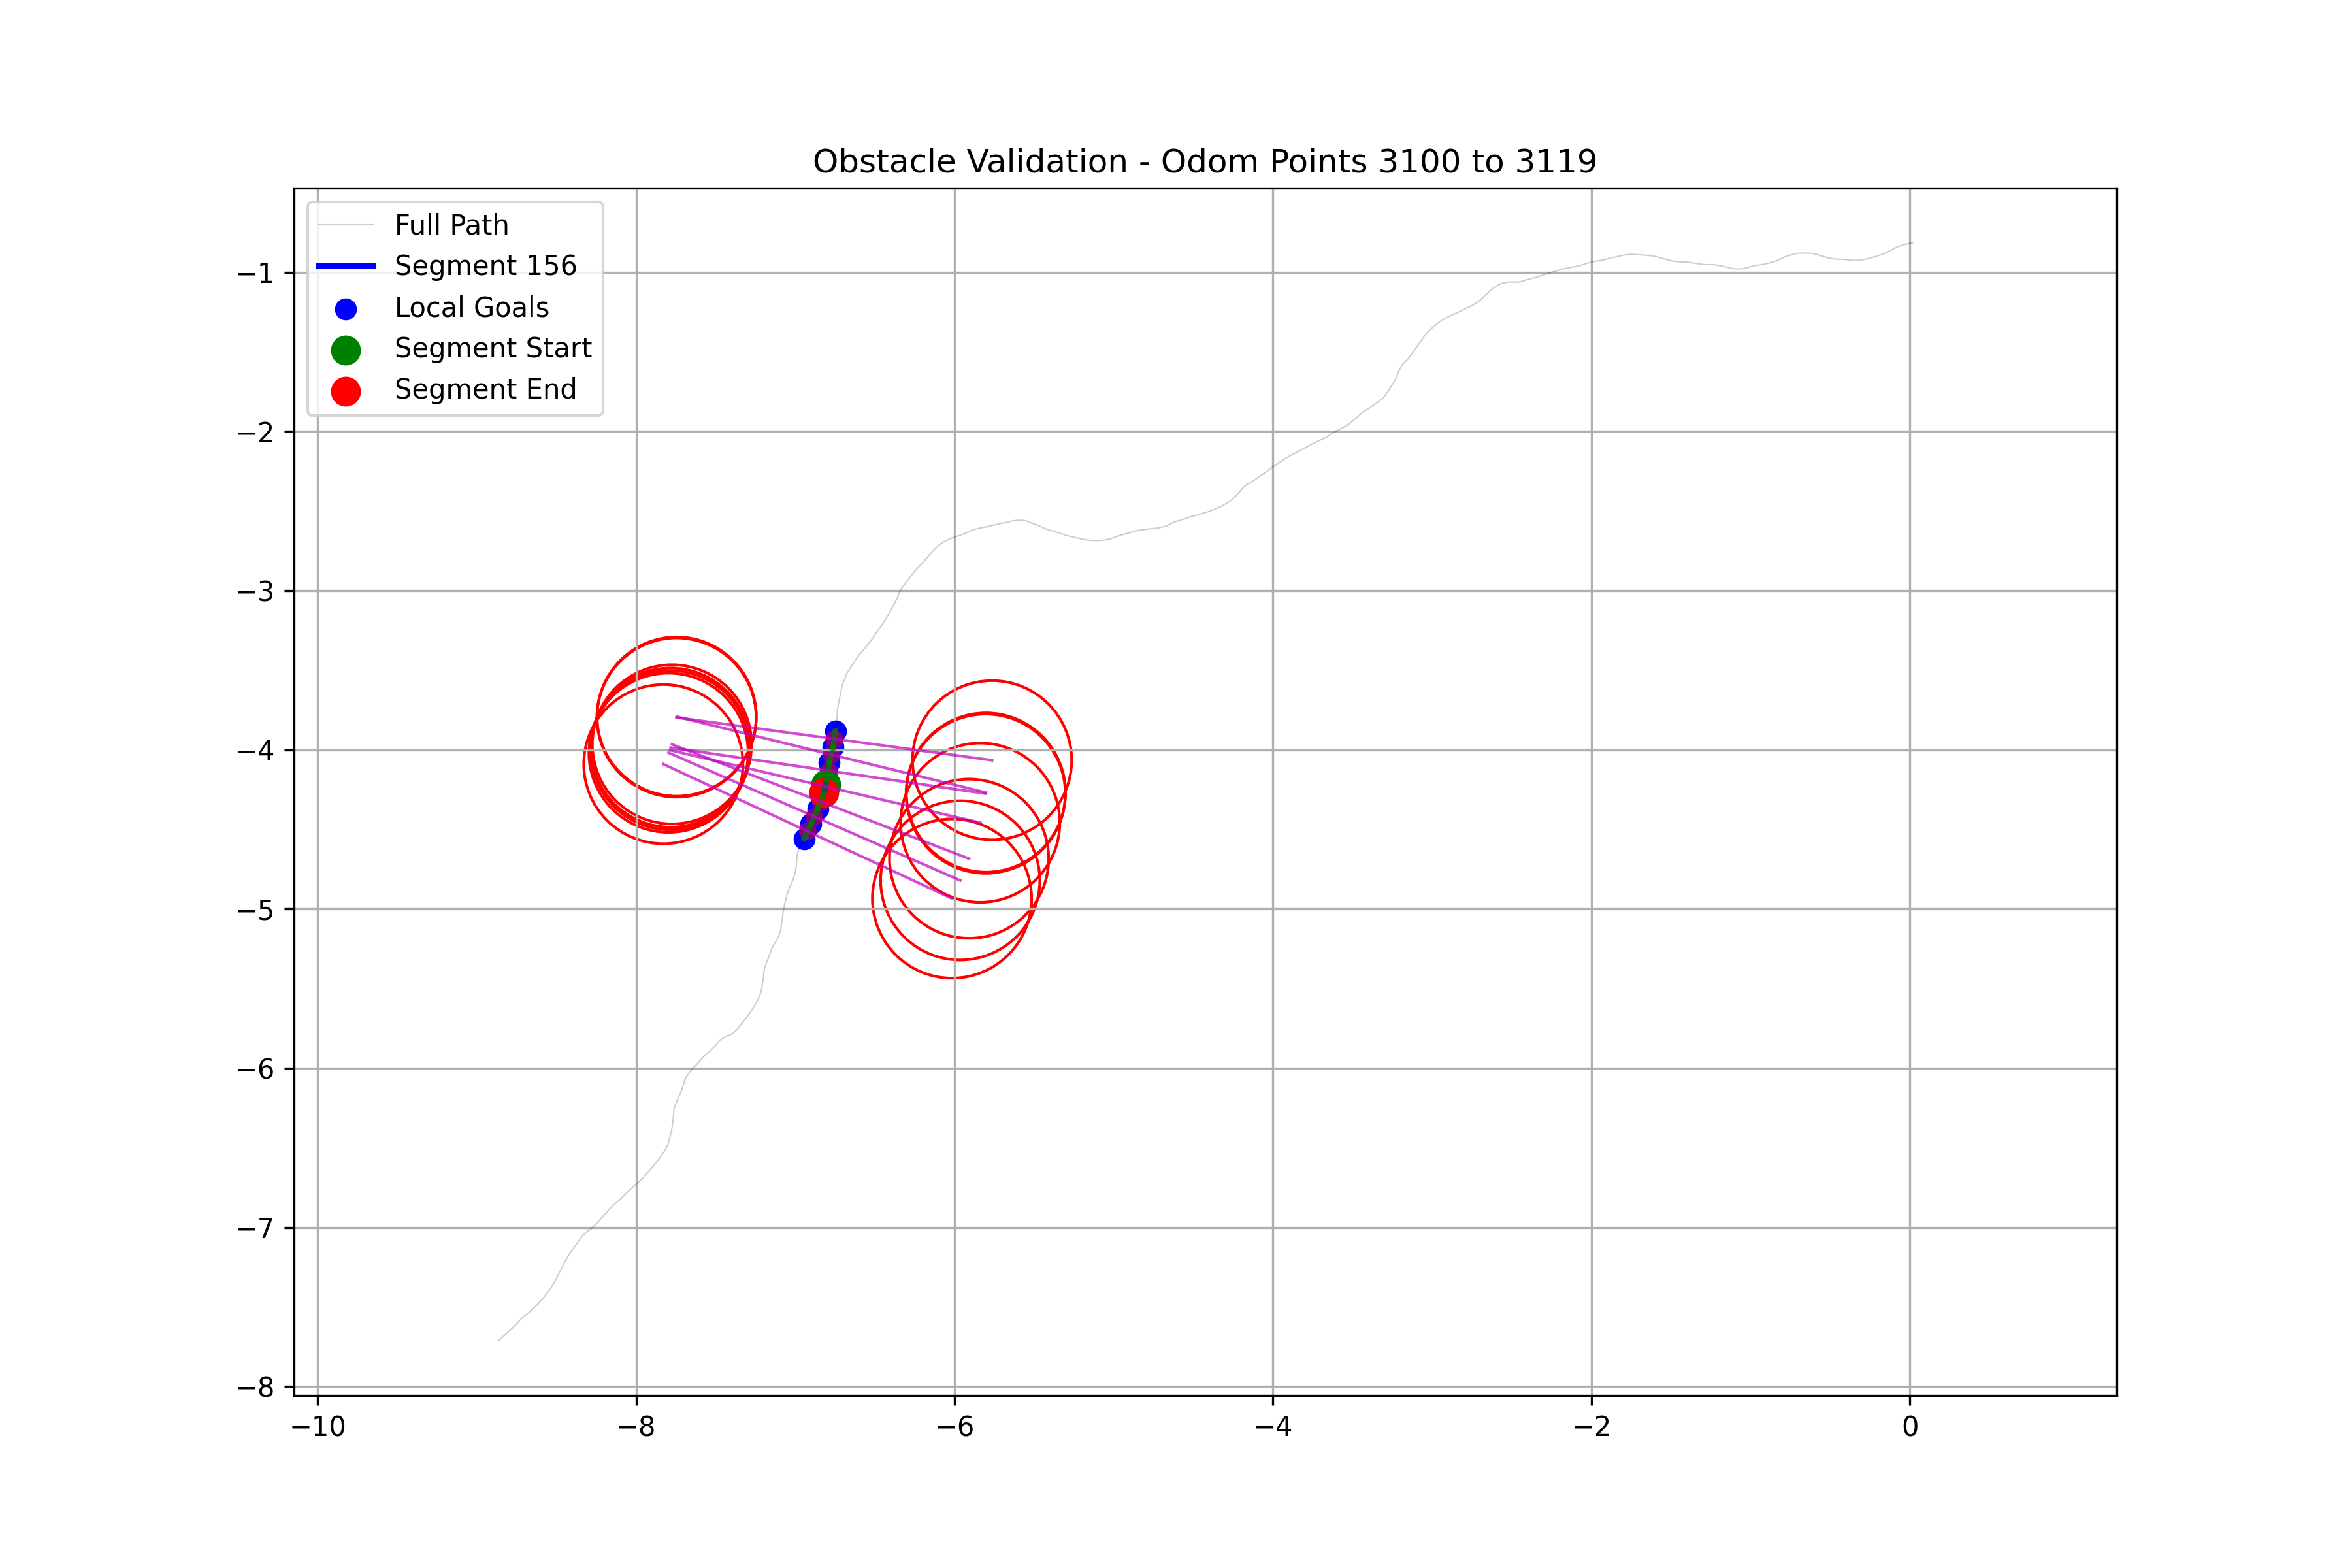 Obstacle Validation - Odom Points 3100 to 3119
Full Path
Segment 156
Local Goals
Segment Start
Segment End
−1
−2
−3
−4
−5
−6
−7
−8
−10
−8
−6
−4
−2
0